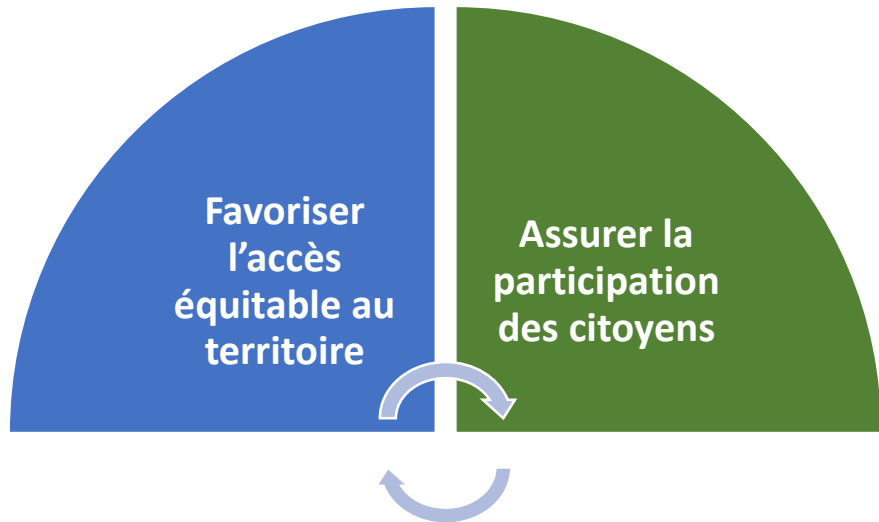 Favoriser
l’accès
équitable au
territoire
Assurer la
participation
des citoyens